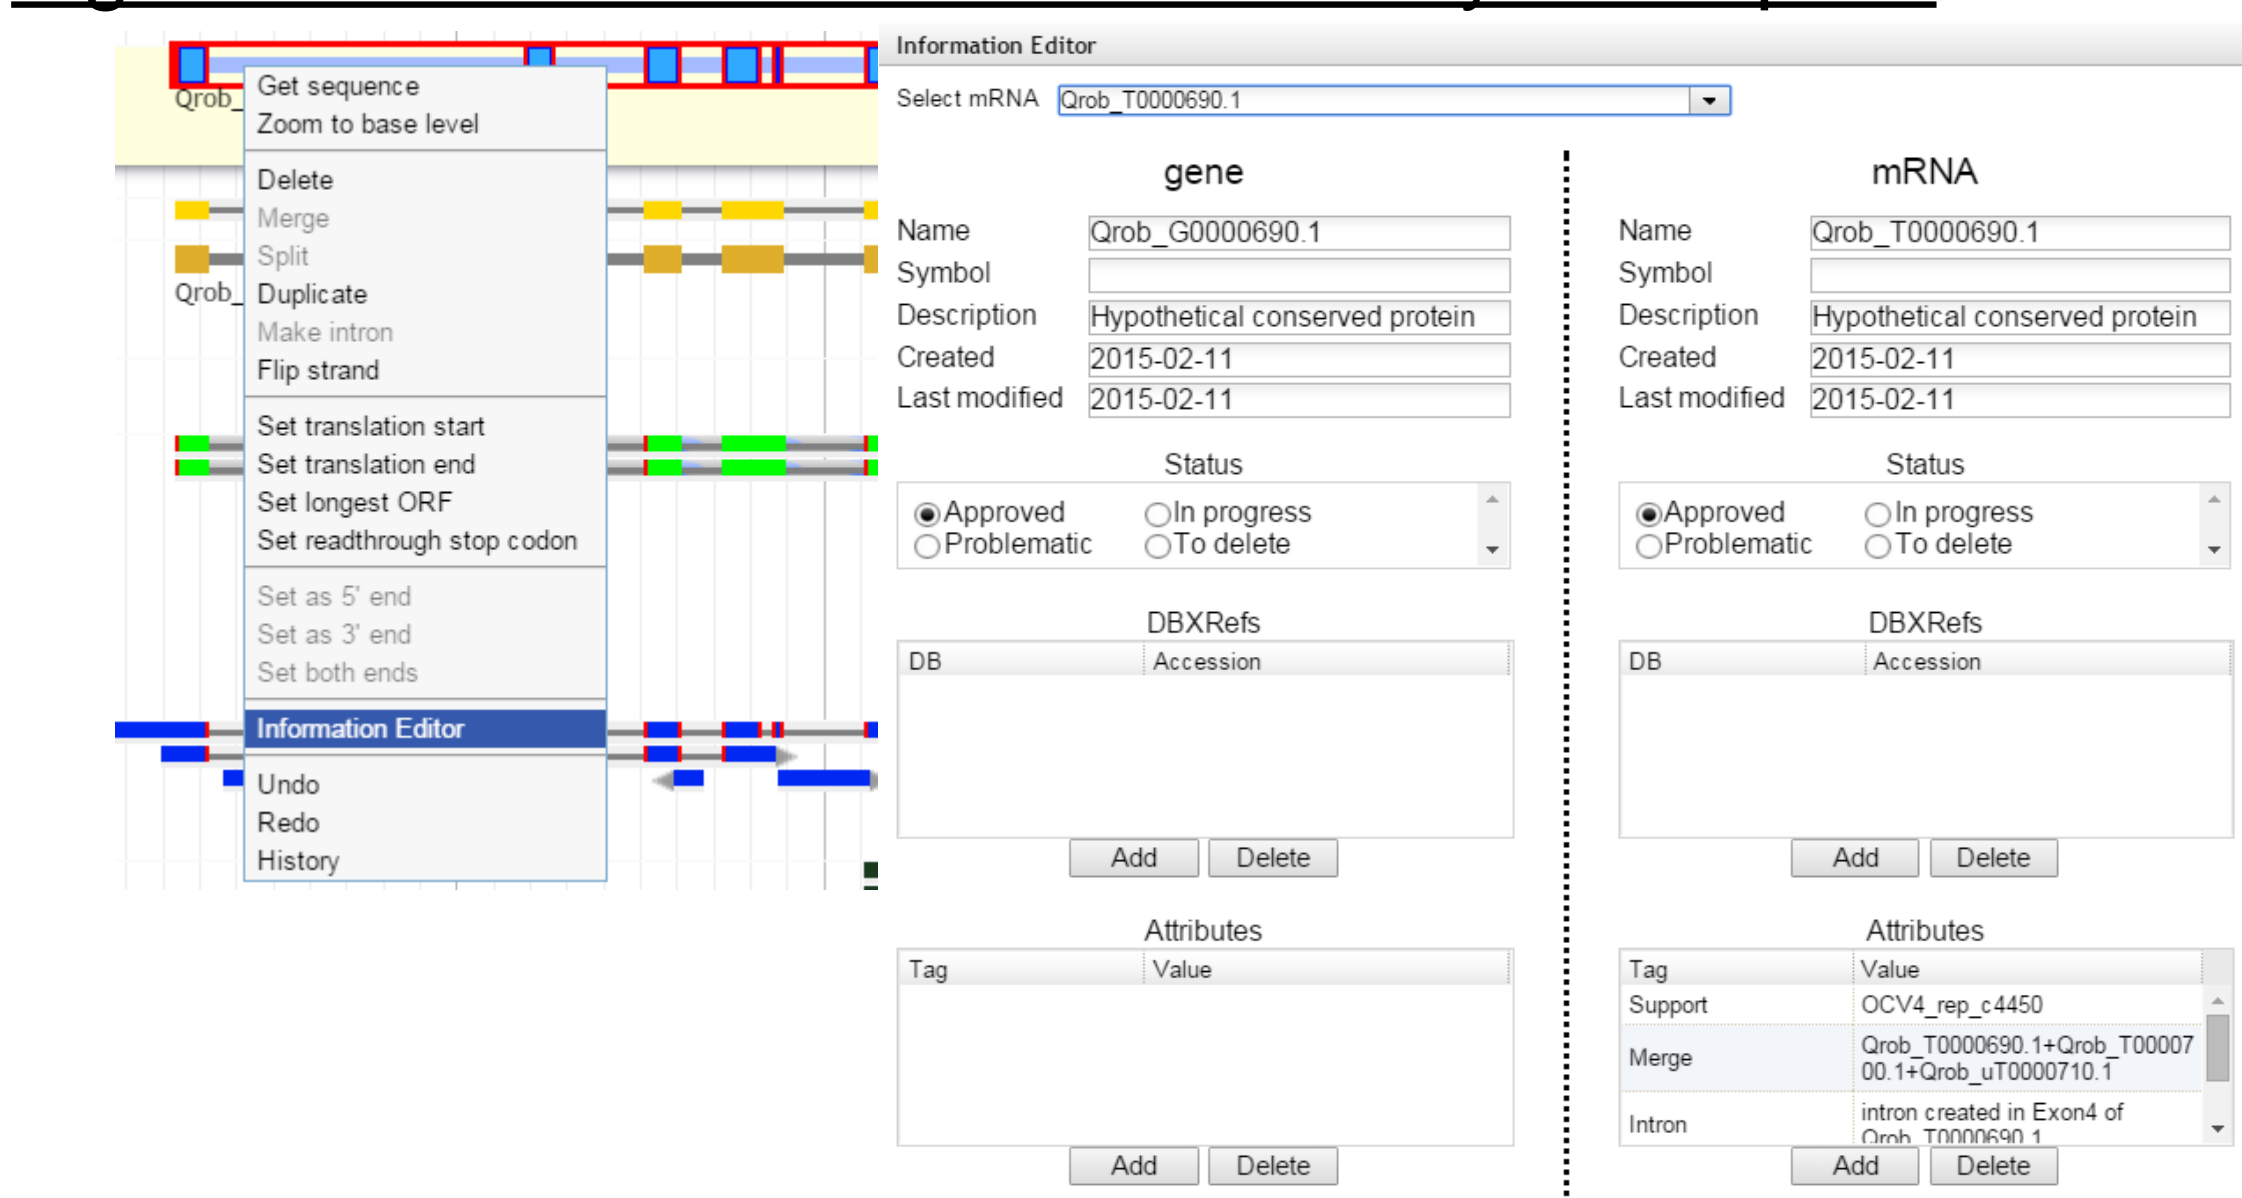 Qrob_
Get sequence
Zoom to base level
Delete
Merge
Split
Qrob_
Duplicate
Make intron
Flip strand
Set translation start
Set translation end
Set longest ORF
Set readthrough stop codon
Set as 5' end
Set as 3' end
Set both ends
Information Editor
Undo
Redo
History
Information Editor
Select mRNA Qrob_T0000690.1
gene
Name Qrob_G0000690.1
Symbol
Description Hypothetical conserved protein
Created 2015-02-11
Last modified 2015-02-11
Status
Approved In progress
Problematic To delete
DBXRefs
DB Accession
Add Delete
Attributes
Tag Value
Add Delete
mRNA
Name Qrob_T0000690.1
Symbol
Description Hypothetical conserved protein
Created 2015-02-11
Last modified 2015-02-11
Status
Approved In progress
Problematic To delete
DBXRefs
DB Accession
Add Delete
Attributes
Tag Value
Support OCV4_rep_c4450
Merge Qrob_T0000690.1+Qrob_T00007
00.1+Qrob_uT0000710.1
Intron intron created in Exon4 of
Qrob_T0000690.1
Add Delete